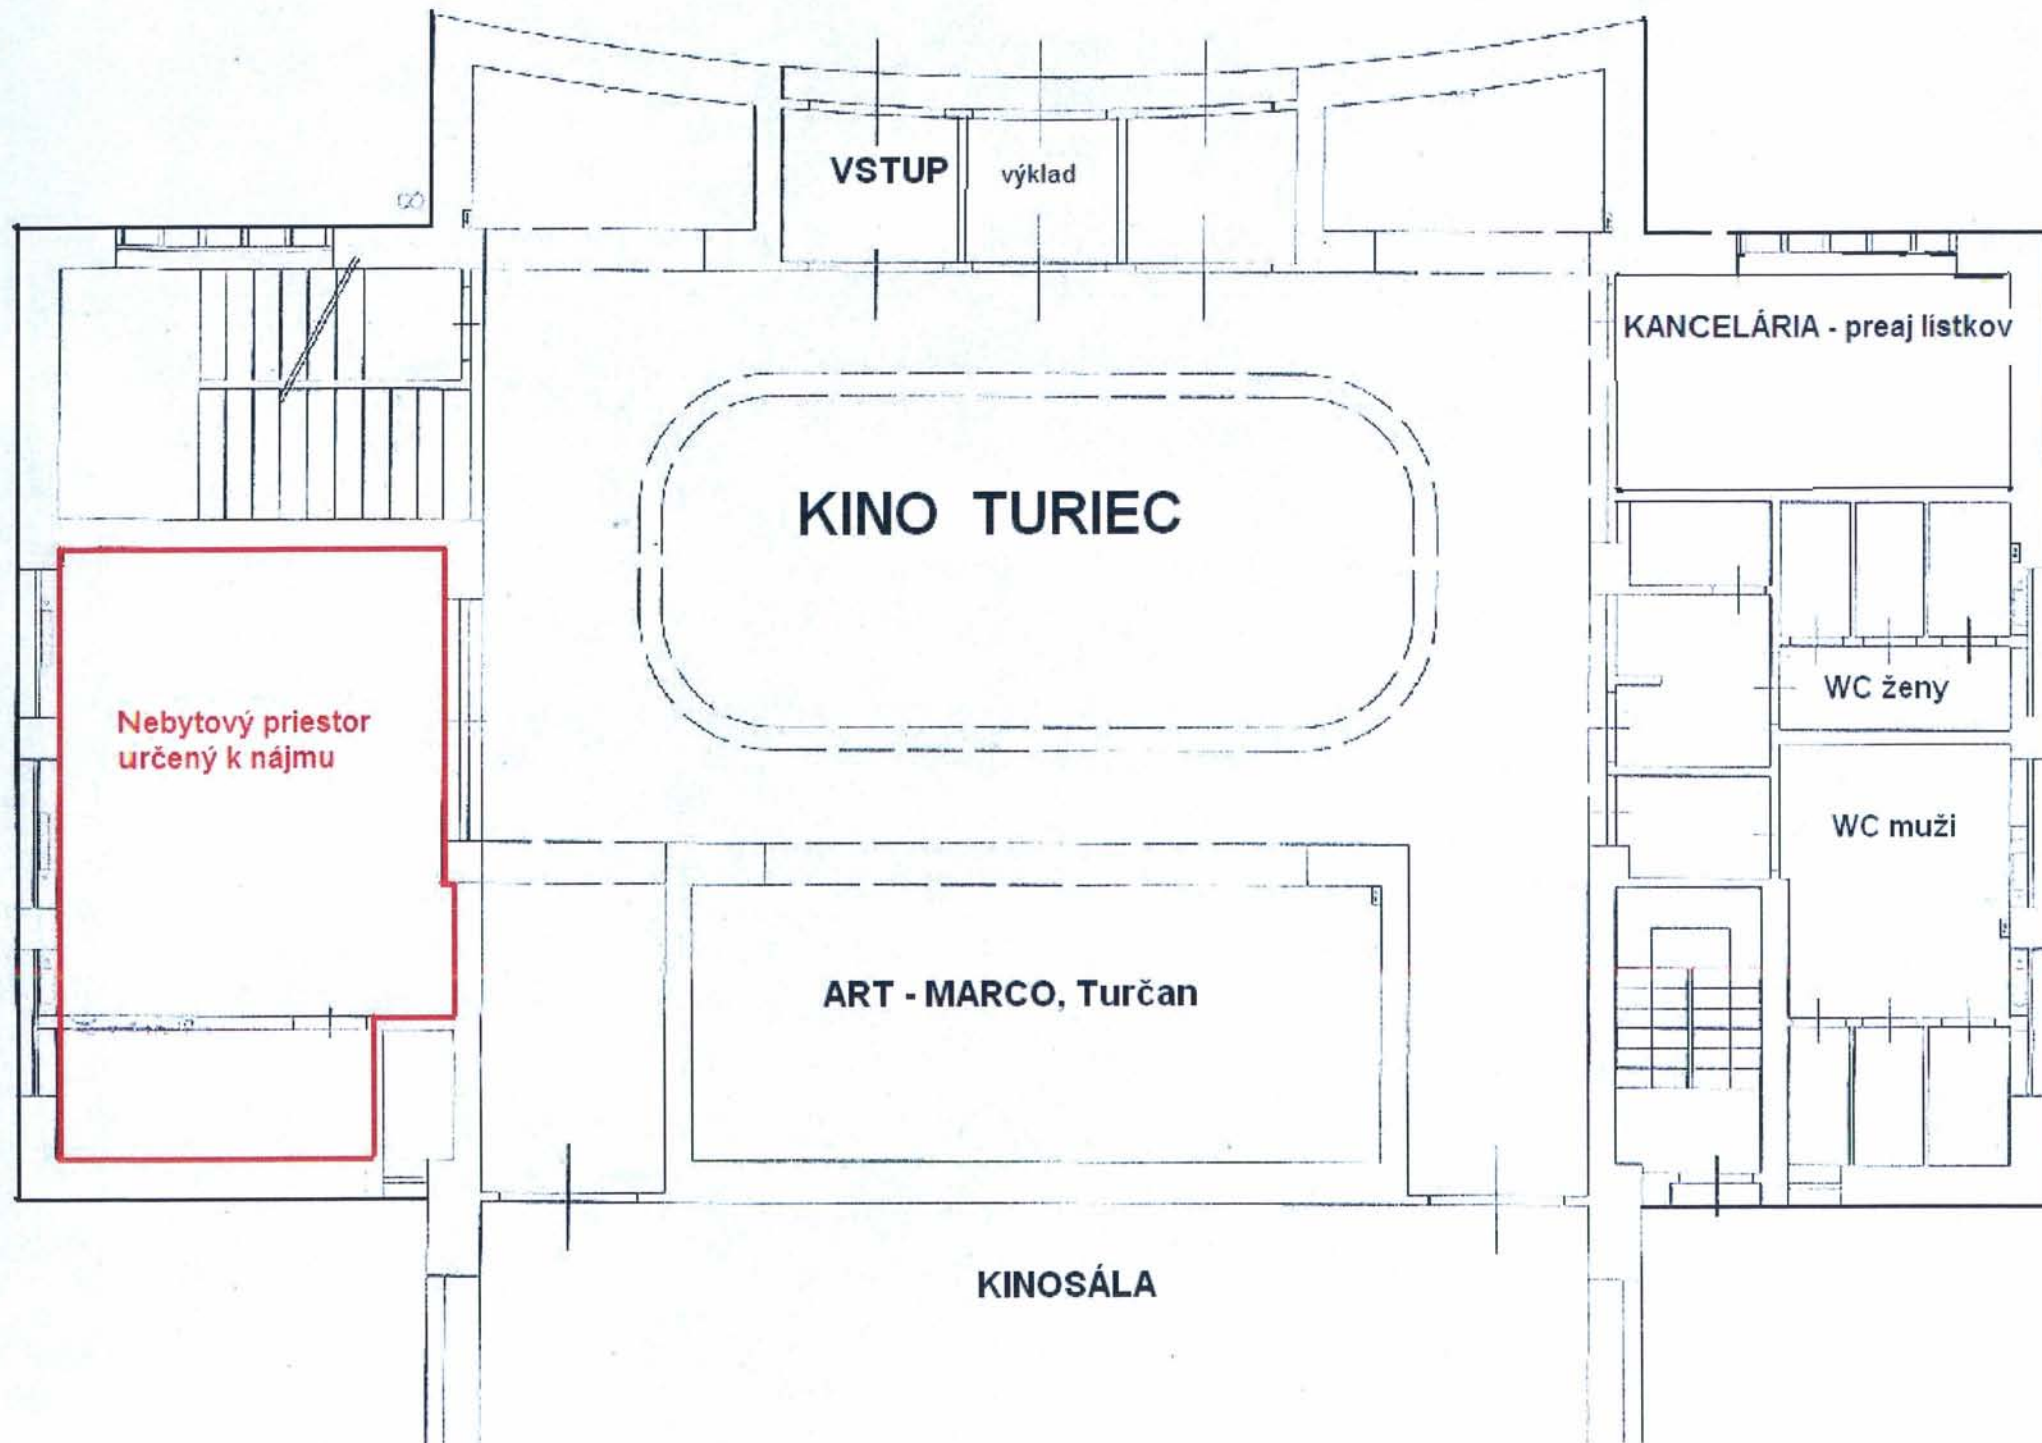 8
VSTUP
výklad
KANCELÁRIA - preaj lístkov
KINO TURIEC
WC ženy
Nebytový priestor
určený k nájmu
WC muži
ART - MARCO, Turčan
KINOSÁLA